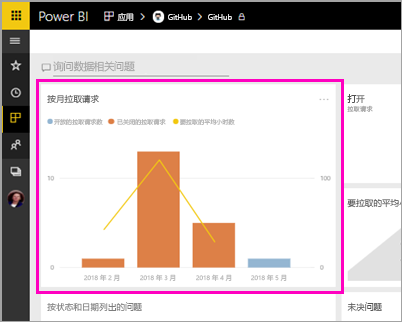 Power BI 应用 > GitHub > GitHub
询问数据相关问题
按月拉取请求 ...
开放的拉取请求数 已关闭的拉取请求 要拉取的平均小时数
10 100
0 0
2018 年 2 月 2018 年 3 月 2018 年 4 月 2018 年 5 月
打开
拉取请求
要拉取的平均小
按状态和日期列出的问题
未决问题